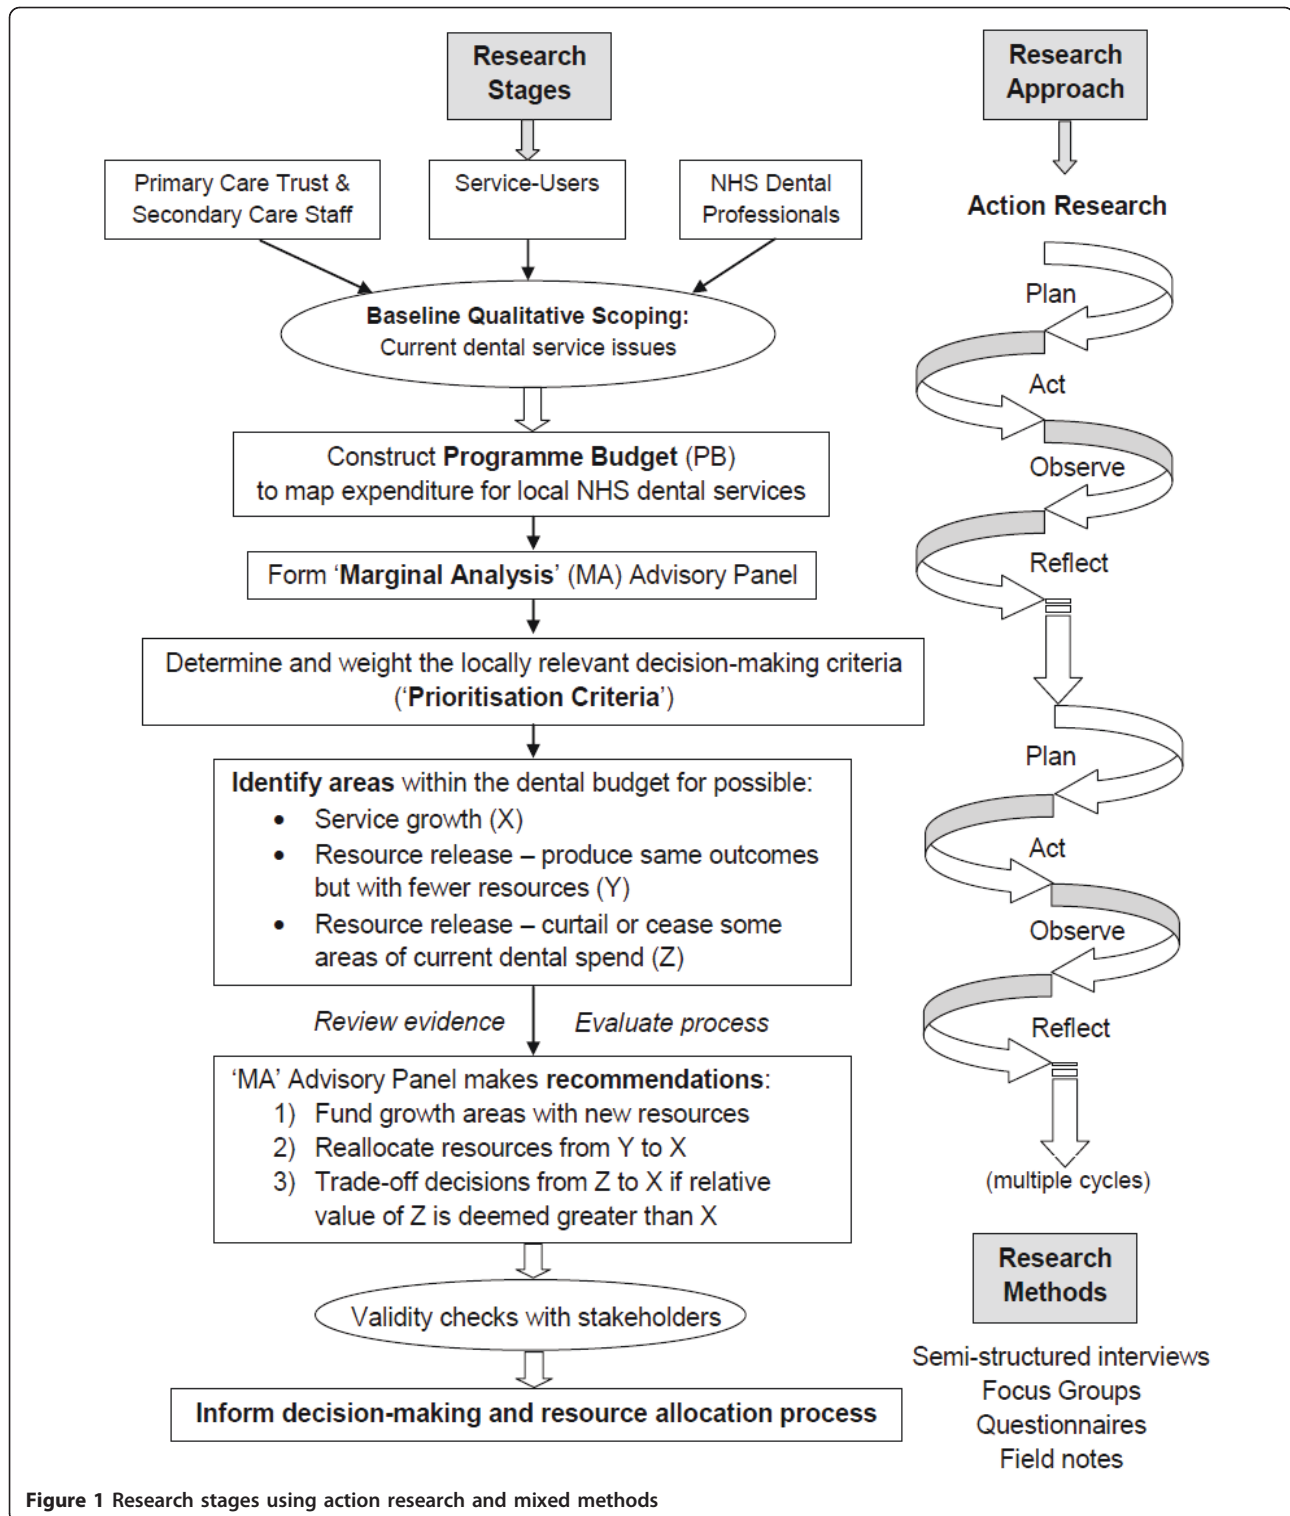 Research
Stages
Primary Care Trust &
Secondary Care Staff
Service-Users
NHS Dental
Professionals
Baseline Qualitative Scoping:
Current dental service issues
Construct Programme Budget (PB)
to map expenditure for local NHS dental services
Form ‘Marginal Analysis’ (MA) Advisory Panel
Determine and weight the locally relevant decision-making criteria
(‘Prioritisation Criteria’)
Identify areas within the dental budget for possible:
• Service growth (X)
• Resource release – produce same outcomes
but with fewer resources (Y)
• Resource release – curtail or cease some
areas of current dental spend (Z)
Review evidence
Evaluate process
‘MA’ Advisory Panel makes recommendations:
1) Fund growth areas with new resources
2) Reallocate resources from Y to X
3) Trade-off decisions from Z to X if relative
value of Z is deemed greater than X
Validity checks with stakeholders
Inform decision-making and resource allocation process
Research
Approach
Action Research
Plan
Act
Observe
Reflect
Plan
Act
Observe
Reflect
(multiple cycles)
Research
Methods
Semi-structured interviews
Focus Groups
Questionnaires
Field notes
Figure 1 Research stages using action research and mixed methods